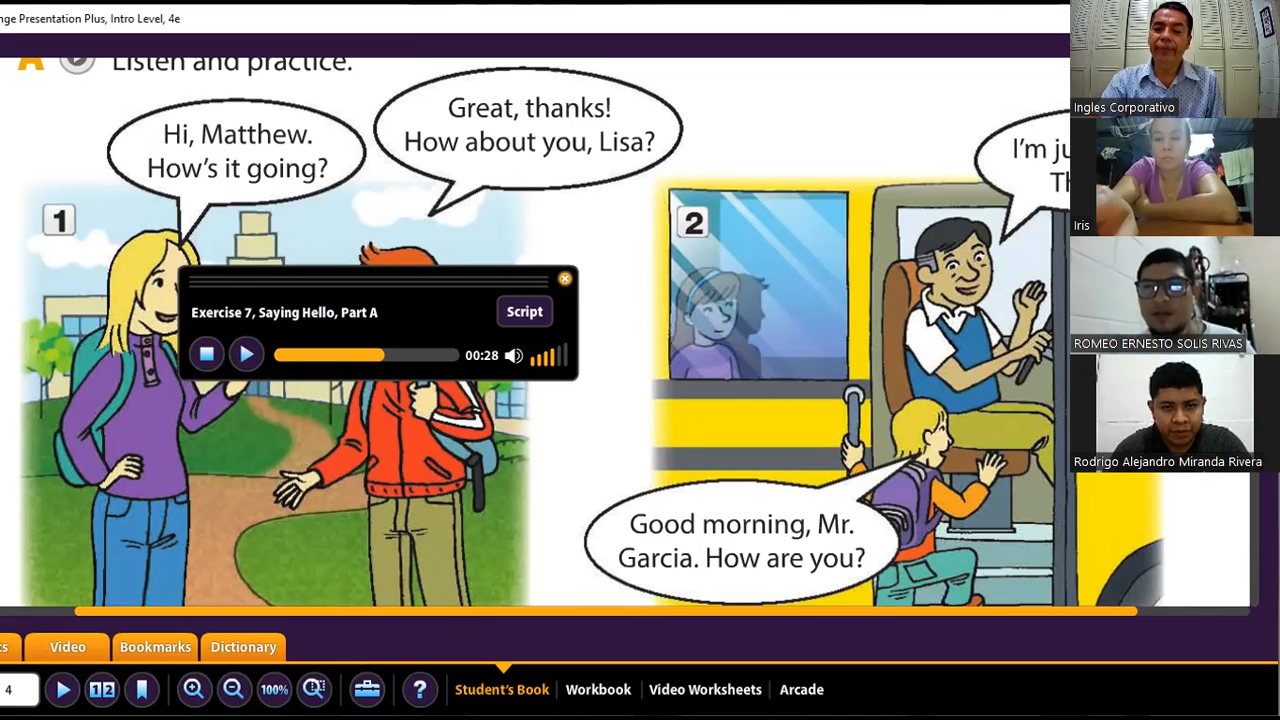 nge Presentation Plus, Intro Level, 4e
A Listen and practice.
Hi, Matthew.
How's it going?
Great, thanks!
How about you, Lisa?
I'm ju
Th
1
2
Exercise 7, Saying Hello, Part A
Script
00:28
Good morning, Mr.
Garcia. How are you?
Ingles Corporativo
Iris
ROMEO ERNESTO SOLIS RIVAS
Rodrigo Alejandro Miranda Rivera
ts Video Bookmarks Dictionary
4 12 100% ? Student's Book Workbook Video Worksheets Arcade